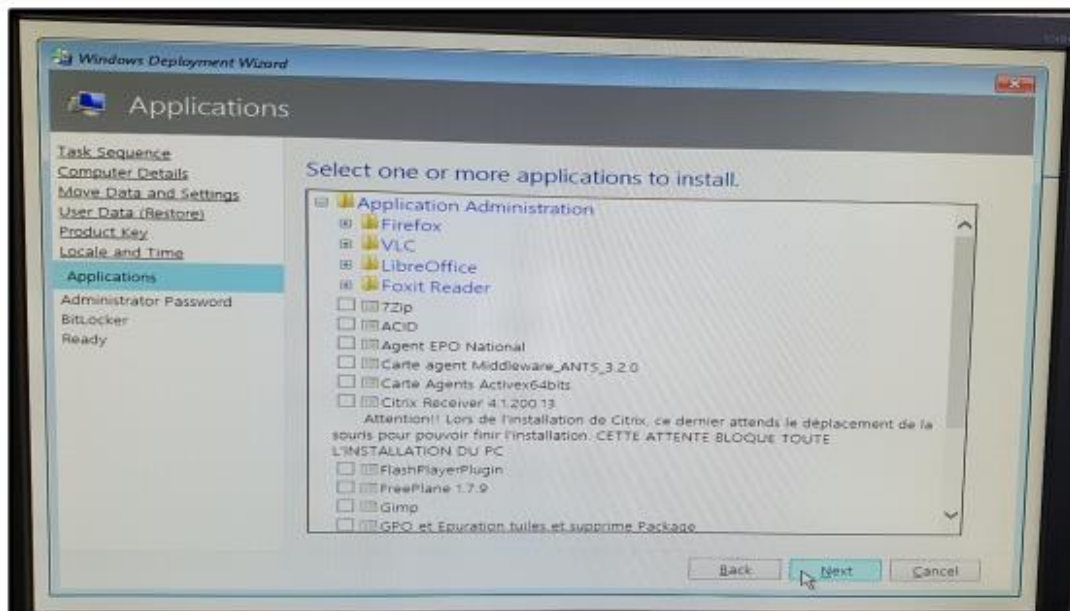 Windows Deployment Wizard
Applications
Task Sequence
Computer Details
Move Data and Settings
User Data (Restore)
Product Key
Locale and Time
Applications
Administrator Password
BitLocker
Ready
Select one or more applications to install.
Application Administration
Firefox
VLC
LibreOffice
Foxit Reader
7Zip
ACID
Agent EPO National
Carte agent Middleware_ANTS_3.2.0
Carte Agents Activex64bits
Citrix Receiver 4.1.200.13
Attention!! Lors de l'installation de Citrix, ce dernier attends le déplacement de la
souris pour pouvoir finir l'installation. CETTE ATTENTE BLOQUE TOUTE
L'INSTALLATION DU PC
FlashPlayerPlugin
FreePlane 1.7.9
Gimp
GPO et Epuration tuiles et supprime Package
Back
Next
Cancel